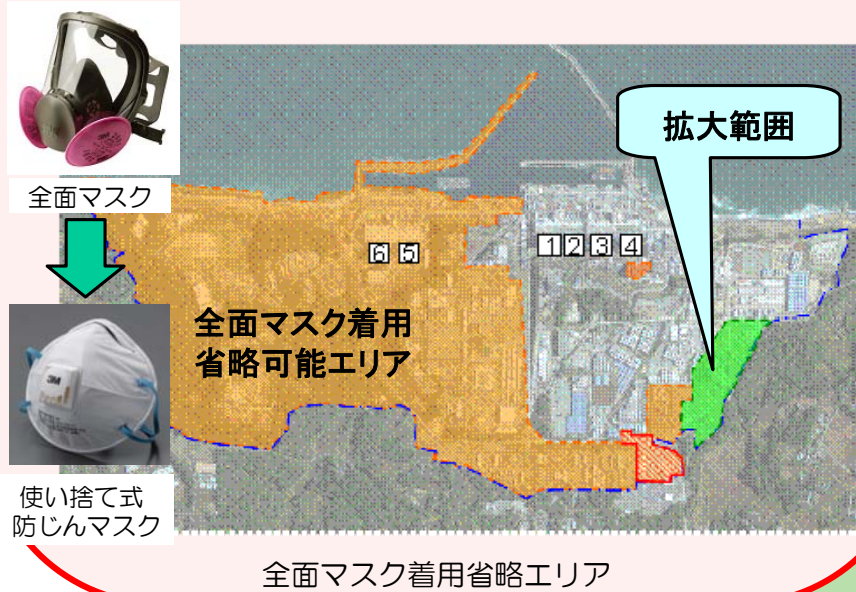 全面マスク
拡大範囲
6 5
1 2 3 4
全面マスク着用
省略可能エリア
3M
使い捨て式
防じんマスク
全面マスク着用省略エリア